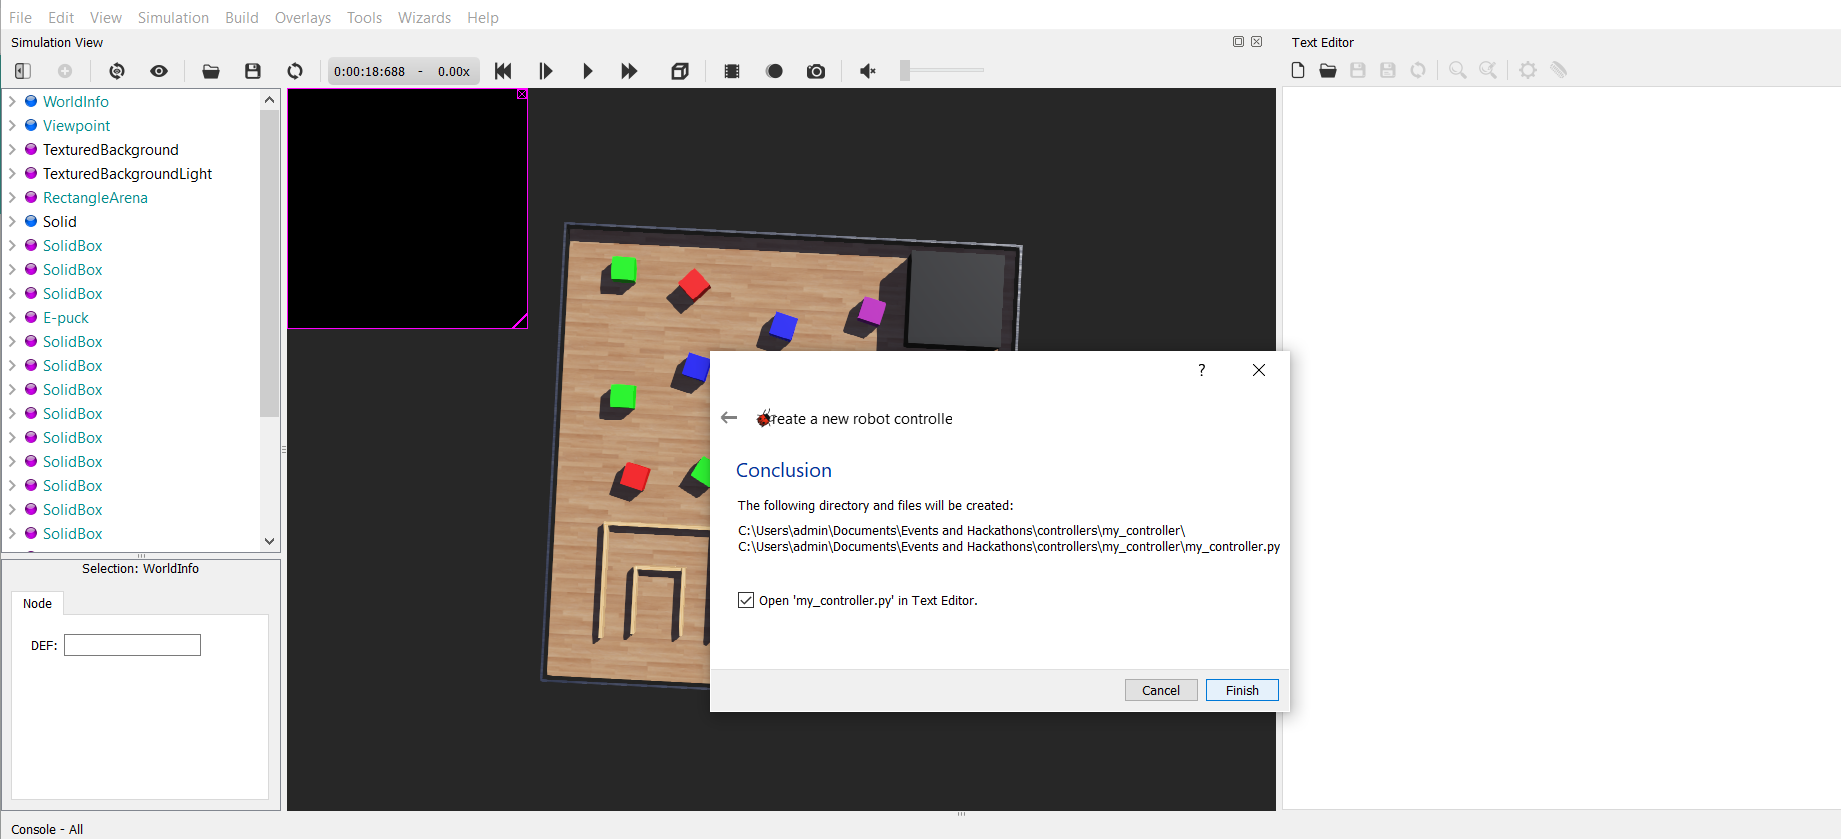 File Edit View Simulation Build Overlays Tools Wizards Help
Simulation View
Text Editor
0:00:18:688 - 0.00x
WorldInfo
Viewpoint
TexturedBackground
TexturedBackgroundLight
RectangleArena
Solid
SolidBox
SolidBox
SolidBox
E-puck
SolidBox
SolidBox
SolidBox
SolidBox
SolidBox
SolidBox
SolidBox
SolidBox
SolidBox
Selection: WorldInfo
Node
DEF:
?
reate a new robot controlle
Conclusion
The following directory and files will be created:
C:\Users\admin\Documents\Events and Hackathons\controllers\my_controller\
C:\Users\admin\Documents\Events and Hackathons\controllers\my_controller\my_controller.py
Open 'my_controller.py' in Text Editor.
Cancel Finish
Console - All